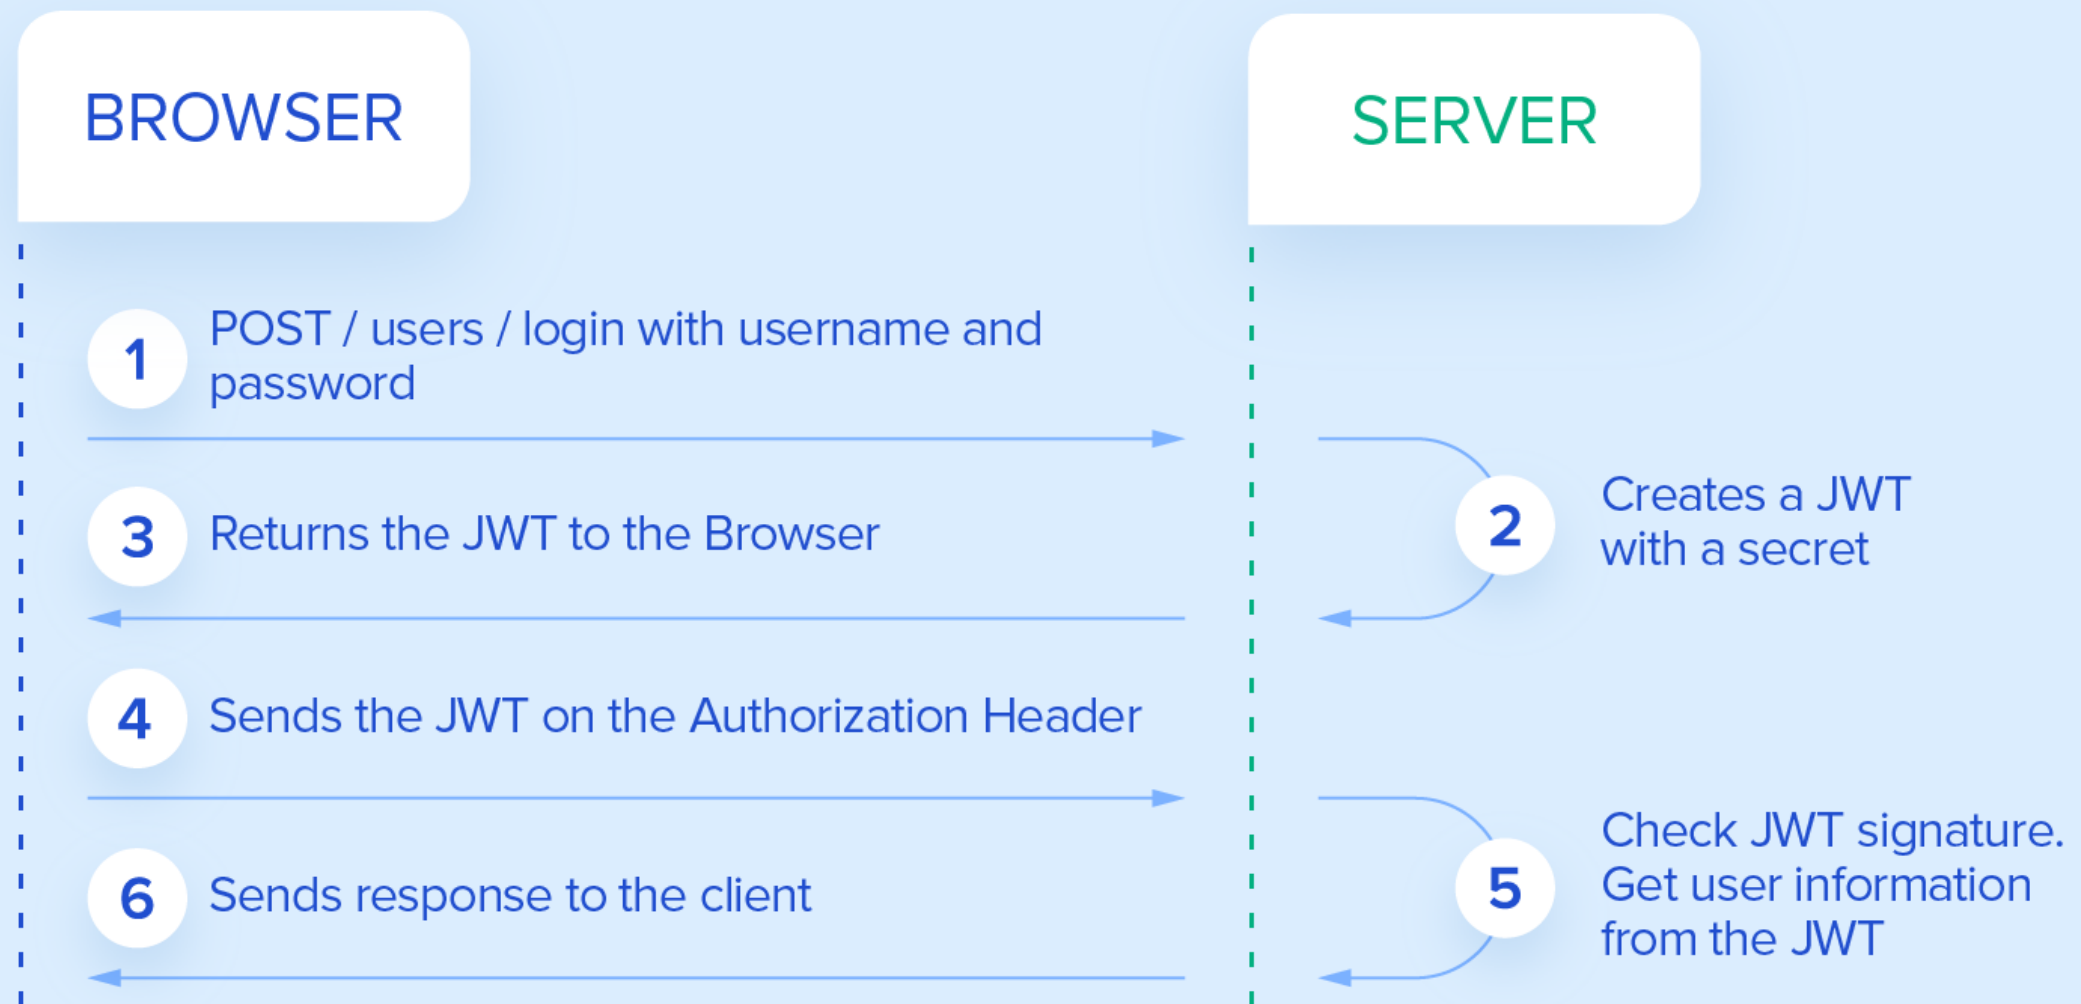 BROWSER
SERVER
1
POST / users / login with username and
password
2
Creates a JWT
with a secret
3
Returns the JWT to the Browser
4
Sends the JWT on the Authorization Header
5
Check JWT signature.
Get user information
from the JWT
6
Sends response to the client